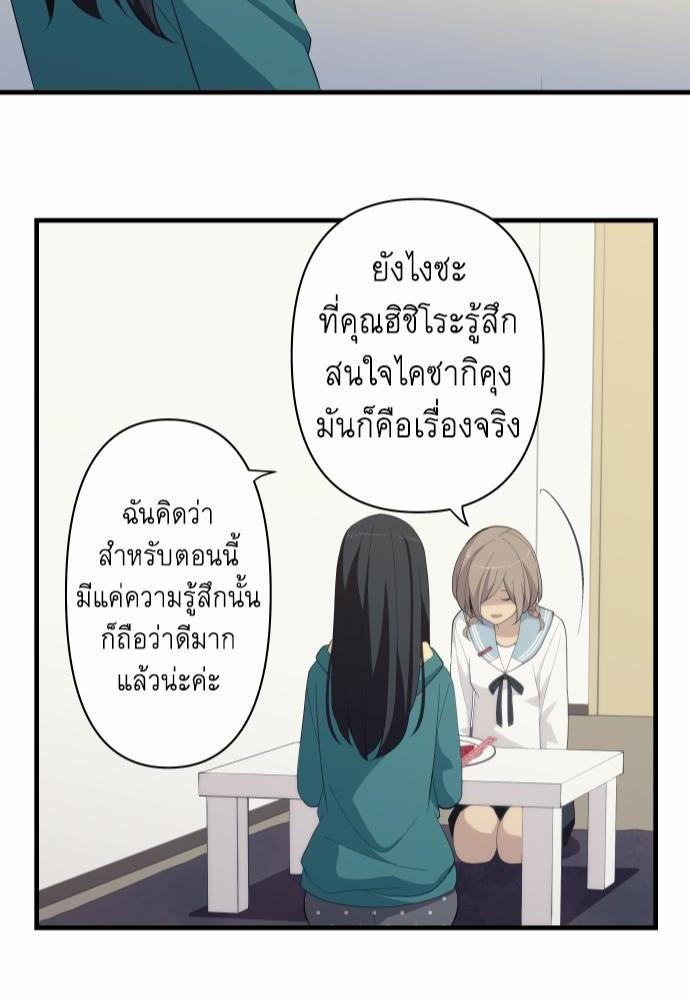 ยังไงซะ
ที่คุณฮิชิโระรู้สึก
สนใจไคซากิคุง
มันก็คือเรื่องจริง
ฉันคิดว่า
สำหรับตอนนี้
มีแค่ความรู้สึกนั้น
ก็ถือว่าดีมาก
แล้วน่ะค่ะ